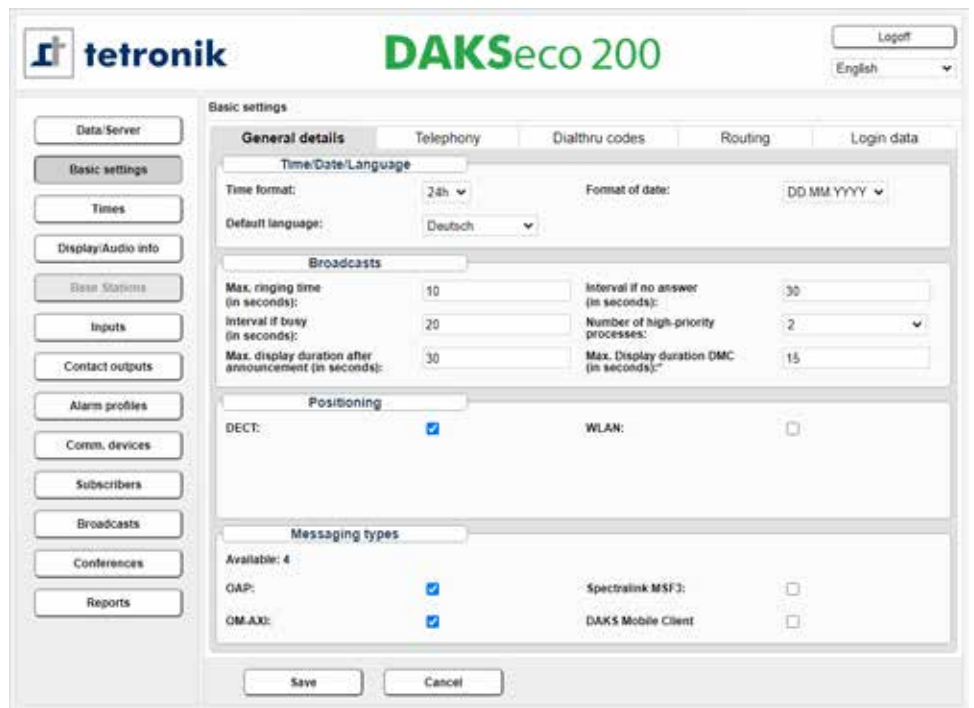 tetronik
DAKSeco 200
Logoff
English
Data/Server
Basic settings
Times
Display/Audio info
Base Stations
Inputs
Contact outputs
Alarm profiles
Comm. devices
Subscribers
Broadcasts
Conferences
Reports
Basic settings
General details Telephony Dialthru codes Routing Login data
Time/Date/Language
Time format: 24h Format of date: DD.MM.YYYY
Default language: Deutsch
Broadcasts
Max. ringing time
(in seconds): 10
Interval if no answer
(in seconds): 30
Interval if busy
(in seconds): 20
Number of high-priority
processes: 2
Max. display duration after
announcement (in seconds): 30
Max. Display duration DMC
(in seconds):* 15
Positioning
DECT: WLAN:
Messaging types
Available: 4
OAP: Spectralink MSF3:
OM-AXI: DAKS Mobile Client
Save Cancel